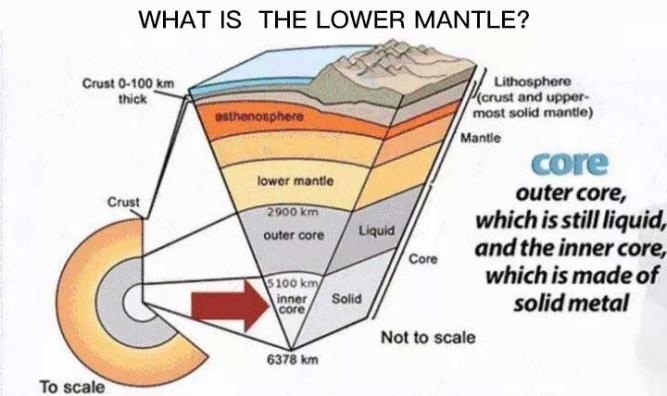 WHAT IS THE LOWER MANTLE?
Crust 0-100 km
thick
asthenosphere
Lithosphere
(crust and upper-
most solid mantle)
Mantle
lower mantle
core
outer core,
which is still liquid,
and the inner core,
which is made of
solid metal
Crust
2900 km
outer core
Liquid
Core
5100 km
inner
core
Solid
Not to scale
6378 km
To scale